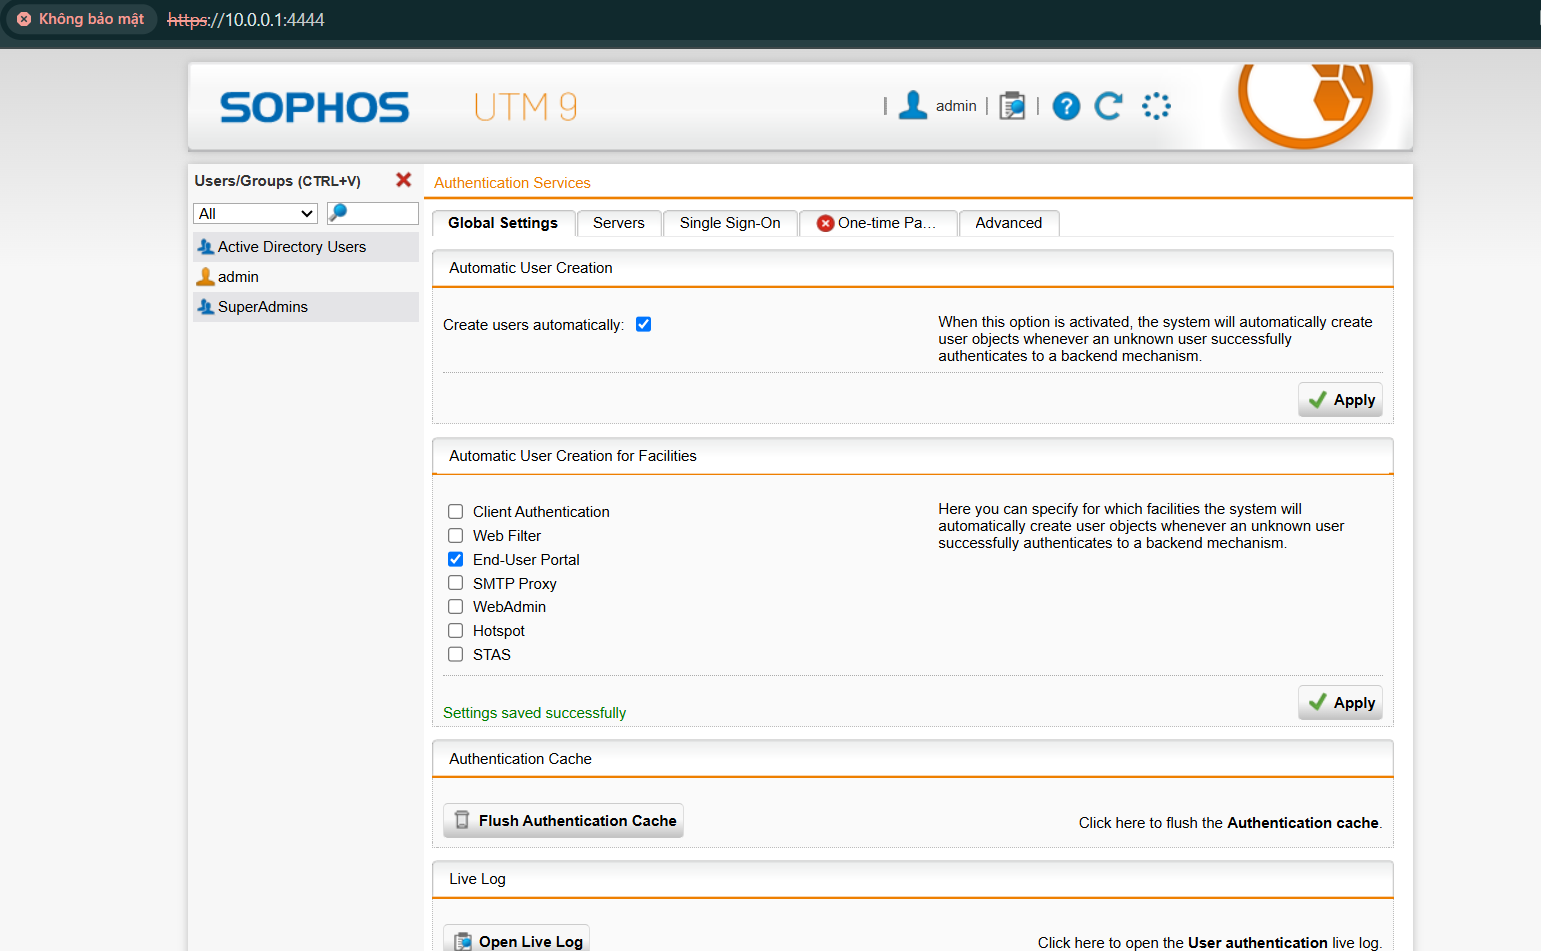 Không bảo mật https://10.0.0.1:4444
SOPHOS UTM 9
| admin | |
Users/Groups (CTRL+V)
All
Active Directory Users
admin
SuperAdmins
Authentication Services
Global Settings Servers Single Sign-On One-time Pa... Advanced
Automatic User Creation
Create users automatically:
When this option is activated, the system will automatically create
user objects whenever an unknown user successfully
authenticates to a backend mechanism.
Apply
Automatic User Creation for Facilities
Client Authentication
Web Filter
End-User Portal
SMTP Proxy
WebAdmin
Hotspot
STAS
Here you can specify for which facilities the system will
automatically create user objects whenever an unknown user
successfully authenticates to a backend mechanism.
Settings saved successfully
Apply
Authentication Cache
Flush Authentication Cache
Click here to flush the Authentication cache.
Live Log
Open Live Log
Click here to open the User authentication live log.